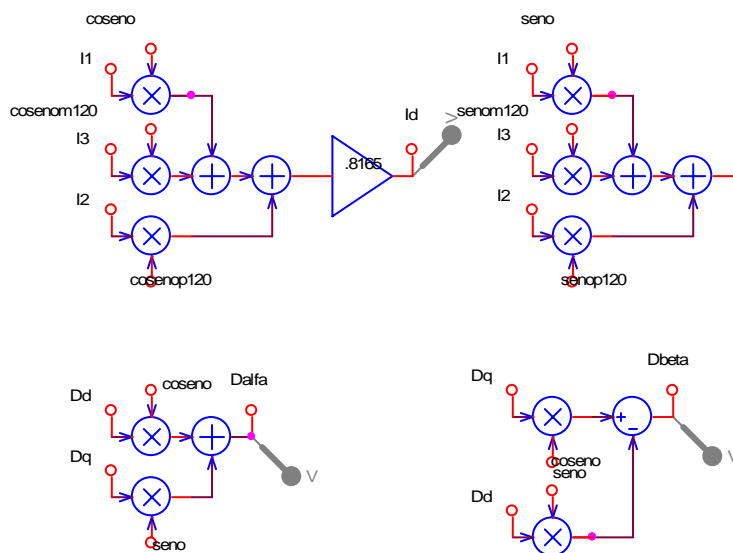 coseno
I1
cosenom120
I3
I2
cosenop120
.8165
Id
V
seno
I1
senom120
I3
I2
senop120
coseno
Dalfa
Dd
Dq
seno
V
Dbeta
Dq
coseno
seno
Dd
V